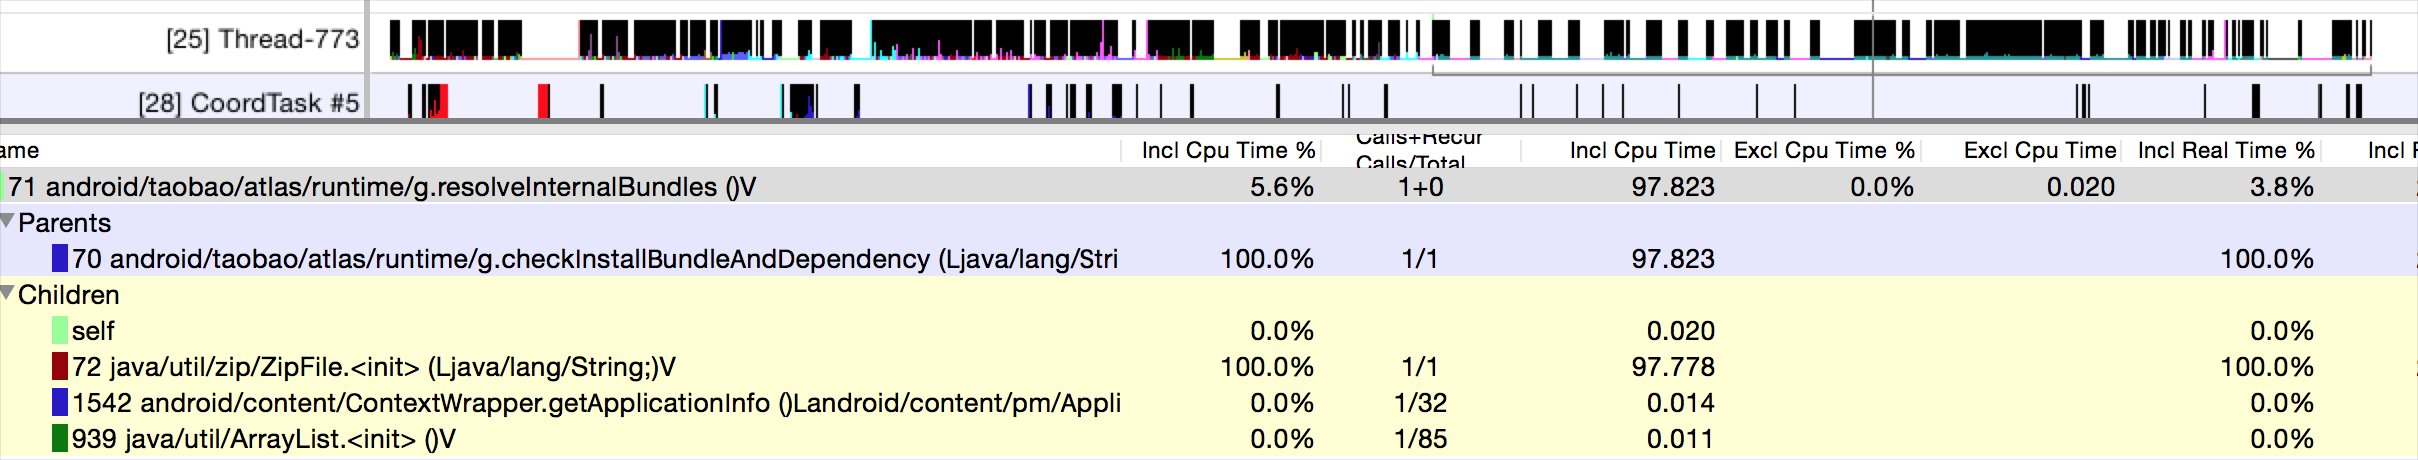 [25] Thread-773
[28] CoordTask #5
ame Incl Cpu Time % Calls+Recur Calls/Total Incl Cpu Time Excl Cpu Time % Excl Cpu Time Incl Real Time % Incl
71 android/taobao/atlas/runtime/g.resolveInternalBundles ()V 5.6% 1+0 97.823 0.0% 0.020 3.8%
Parents
70 android/taobao/atlas/runtime/g.checkInstallBundleAndDependency (Ljava/lang/Stri 100.0% 1/1 97.823 100.0%
Children
self 0.0% 0.020 0.0%
72 java/util/zip/ZipFile.<init> (Ljava/lang/String;)V 100.0% 1/1 97.778 100.0%
1542 android/content/ContextWrapper.getApplicationInfo ()Landroid/content/pm/Appli 0.0% 1/32 0.014 0.0%
939 java/util/ArrayList.<init> ()V 0.0% 1/85 0.011 0.0%